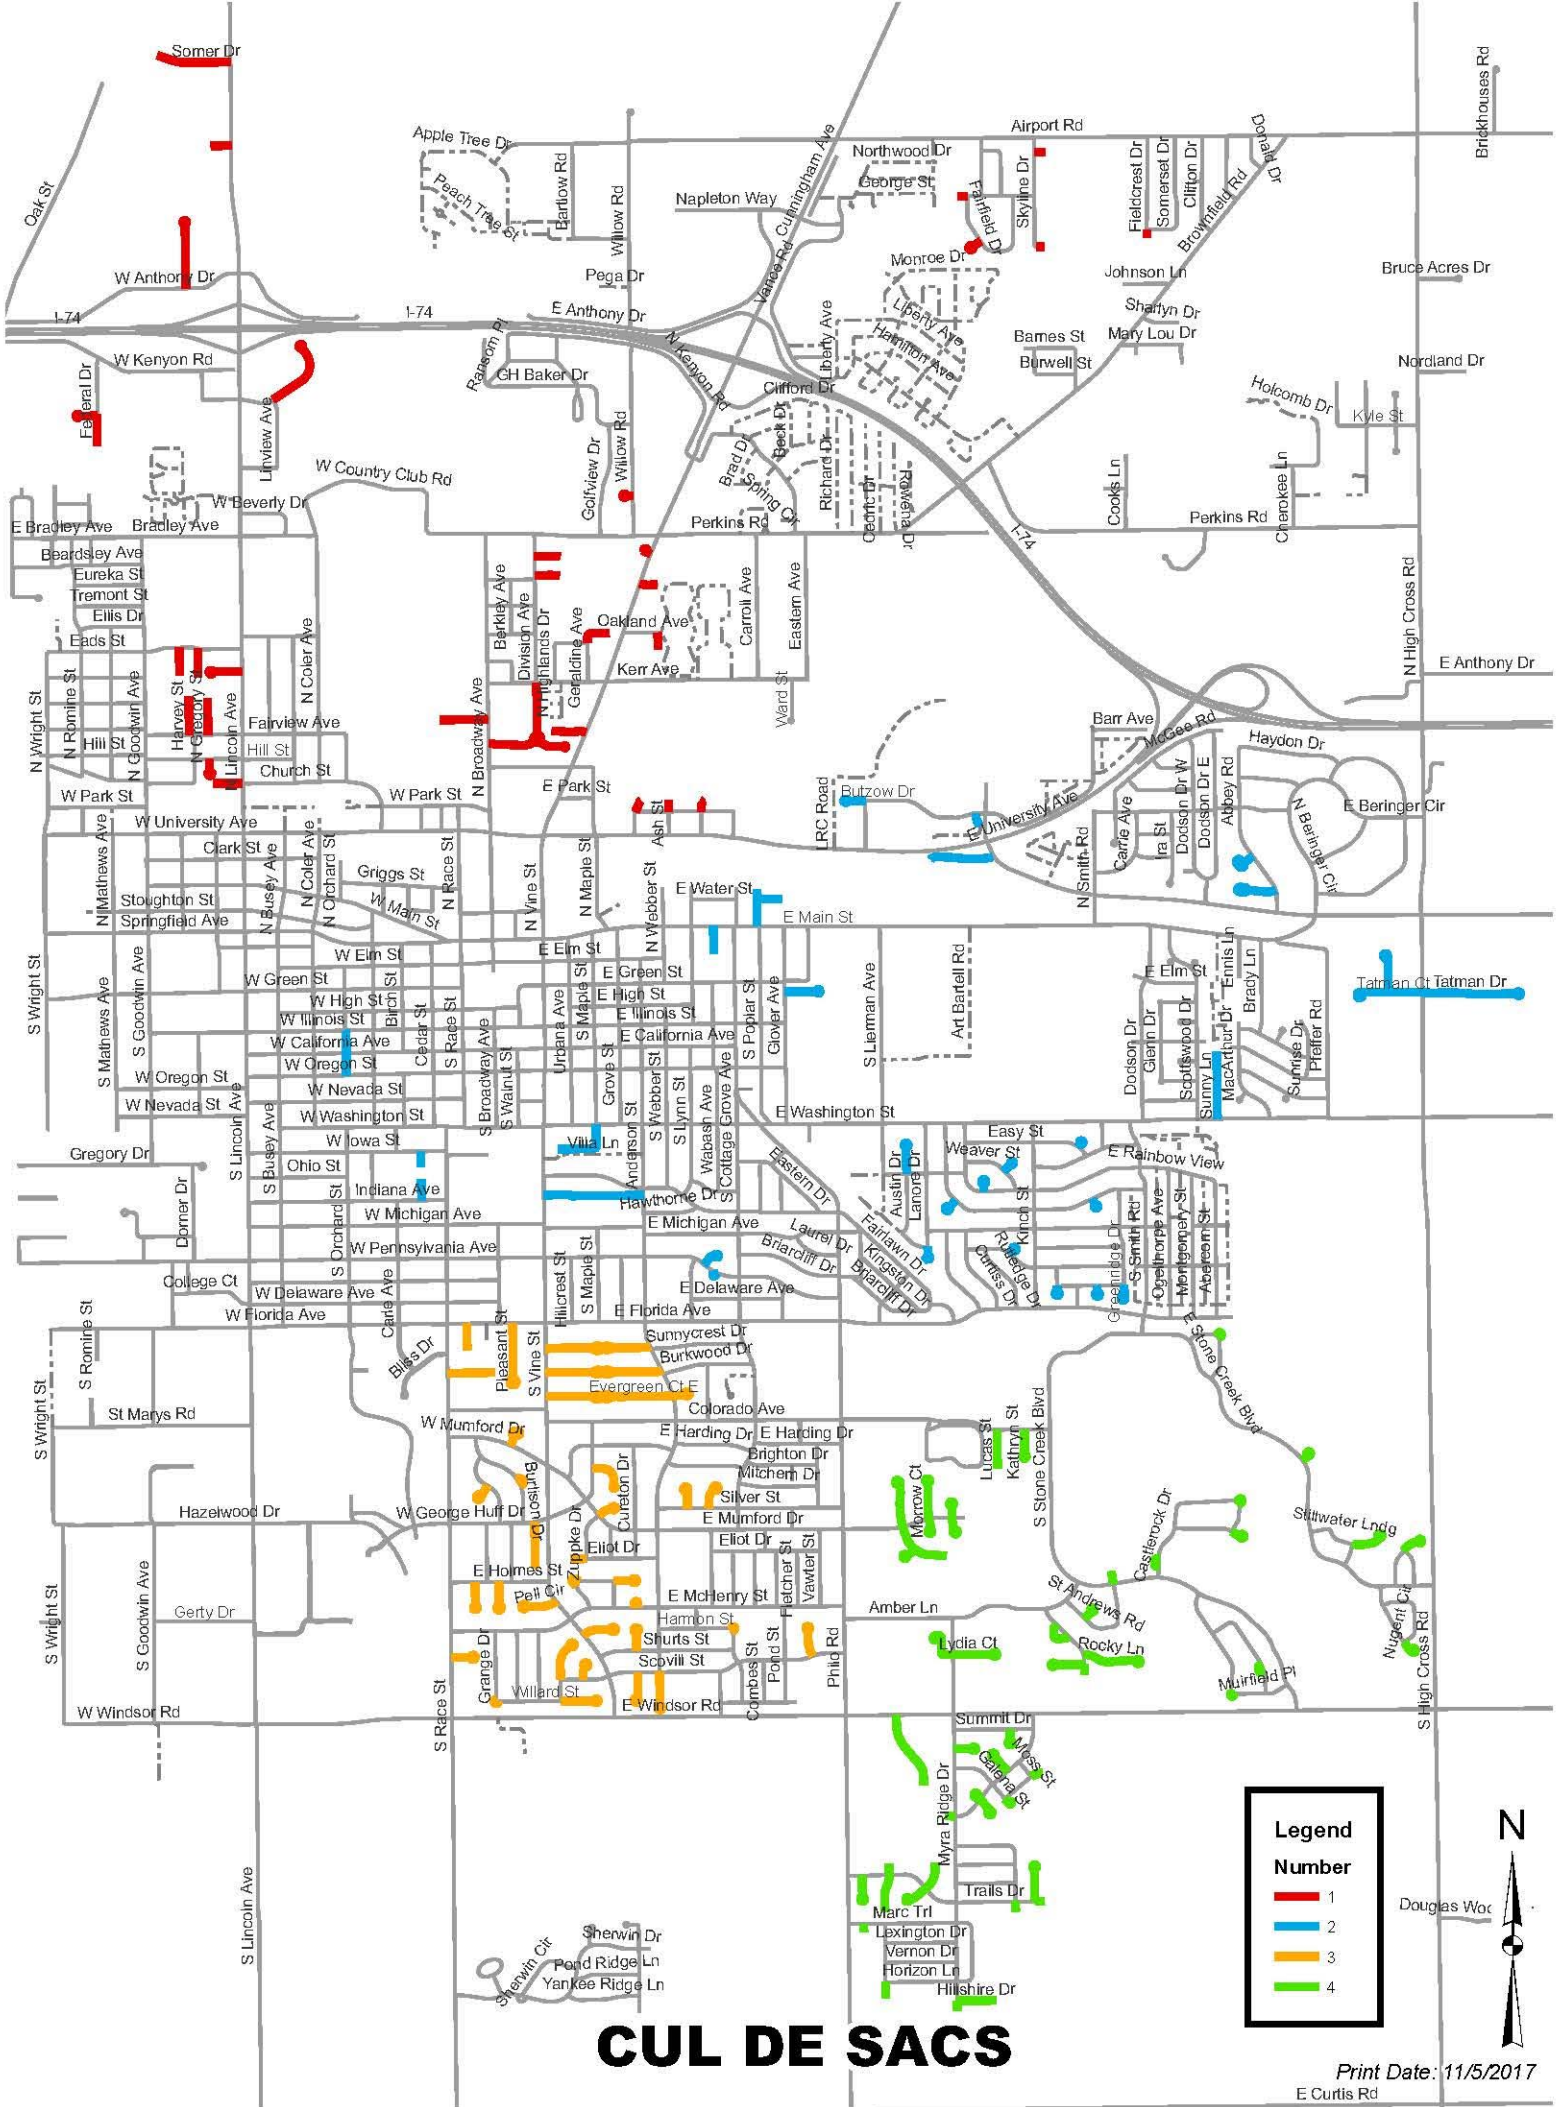 Somer Dr
Oak St
Apple Tree Dr
Peach Tree St
Bartlow Rd
Willow Rd
Napleton Way
Cunningham Ave
Northwood Dr
George St
Airport Rd
Fairfield Dr
Skyline Dr
Fieldcrest Dr
Somerset Dr
Clifton Dr
Donald Dr
Brownfield Rd
Brickhouses Rd
W Anthony Dr
Pega Dr
Vance Rd
Monroe Dr
Johnson Ln
Bruce Acres Dr
I-74
I-74
E Anthony Dr
Liberty Ave
Liberty Ave
Hamilton Ave
Sharlyn Dr
Barnes St
Mary Lou Dr
Burwell St
Nordland Dr
W Kenyon Rd
Federal Dr
Ransom Pl
GH Baker Dr
N Kenyon Rd
Clifford Dr
Holcomb Dr
Kyle St
Linview Ave
W Country Club Rd
Golfview Dr
Willow Rd
Brad Dr
Beck Dr
Spring Cir
Richard Dr
Cedric Dr
Rowena Dr
Cooks Ln
Cherokee Ln
W Beverly Dr
E Bradley Ave
Bradley Ave
Perkins Rd
Perkins Rd
I-74
Beardsley Ave
Eureka St
Tremont St
Ellis Dr
Eads St
Berkley Ave
Division Ave
N Highlands Dr
Geraldine Ave
Oakland Ave
Kerr Ave
Carroll Ave
Eastern Ave
Ward St
N High Cross Rd
E Anthony Dr
N Wright St
N Romine St
N Goodwin Ave
Harvey St
N Gregory St
N Lincoln Ave
N Coler Ave
Fairview Ave
Hill St
Hill St
Church St
N Broadway Ave
Barr Ave
McGee Rd
Haydon Dr
W Park St
W Park St
E Park St
Ash St
LRC Road
Butzow Dr
E University Ave
N Smith Rd
Carrie Ave
Ira St
Dodson Dr W
Dodson Dr E
Abbey Rd
N Beringer Cir
E Beringer Cir
W University Ave
Clark St
N Mathews Ave
N Busey Ave
N Coler Ave
N Orchard St
Griggs St
W Main St
N Race St
N Vine St
N Maple St
N Webber St
E Water St
E Main St
Stoughton St
Springfield Ave
S Wright St
S Mathews Ave
S Goodwin Ave
W Elm St
W Green St
W High St
W Illinois St
W California Ave
W Oregon St
W Nevada St
W Washington St
Birch St
Cedar St
S Race St
S Broadway Ave
S Walnut St
E Elm St
E Green St
E High St
E Illinois St
E California Ave
Urbana Ave
S Maple St
Grove St
S Webber St
S Lynn St
Wabash Ave
S Cottage Grove Ave
S Poplar St
Glover Ave
S Lierman Ave
Art Bartell Rd
E Elm St
Dodson Dr
Glenn Dr
Scottswood Dr
Sunny Ln
MacArthur Dr
Ennis Ln
Brady Ln
Sunrise Dr
Pfeffer Rd
Tatman Ct
Tatman Dr
W Oregon St
W Nevada St
S Lincoln Ave
S Busey Ave
Gregory Dr
Dorner Dr
W Iowa St
Ohio St
Indiana Ave
W Michigan Ave
S Orchard St
W Pennsylvania Ave
Villa Ln
Anderson St
Hawthorne Dr
E Washington St
Eastern Dr
Easy St
Weaver St
E Rainbow View
Austin Dr
Lanore Dr
Kinch St
E Michigan Ave
Laurel Dr
Briarcliff Dr
Fairlawn Dr
Kingston Dr
Briarcliff Dr
Curtiss Dr
Rutledge Dr
Greenridge Dr
S Smith Rd
Oglethorpe Ave
Montgomery St
Abercorn St
College Ct
W Delaware Ave
W Florida Ave
Carle Ave
Hillcrest St
S Maple St
E Delaware Ave
E Florida Ave
S Romine St
S Wright St
Bliss Dr
Pleasant St
S Vine St
Sunnycrest Dr
Burkwood Dr
Evergreen Ct E
Colorado Ave
E Stone Creek Blvd
St Marys Rd
W Mumford Dr
E Harding Dr
E Harding Dr
Brighton Dr
Mitchem Dr
Lucas St
Kathryn St
S Stone Creek Blvd
Hazelwood Dr
W George Huff Dr
Burlison Dr
Cureton Dr
Silver St
E Mumford Dr
Morrow Ct
Castlerock Dr
Stillwater Lndg
Zuppke Dr
Eliot Dr
Eliot Dr
S Wright St
S Goodwin Ave
Gerty Dr
E Holmes St
Pell Cir
E McHenry St
Fletcher St
Vawter St
Harmon St
Shurts St
Scovill St
Amber Ln
St Andrews Rd
Lydia Ct
Rocky Ln
Nugent Cir
Muirfield Pl
Grange Dr
Willard St
E Windsor Rd
Combes St
Pond St
Philo Rd
W Windsor Rd
S Race St
S High Cross Rd
Summit Dr
Moss St
Galena St
Myra Ridge Dr
S Lincoln Ave
Trails Dr
Marc Trl
Lexington Dr
Vernon Dr
Horizon Ln
Hillshire Dr
Sherwin Dr
Pond Ridge Ln
Yankee Ridge Ln
Sherwin Cir
Douglas Woo
Legend
Number
1
2
3
4
N
CUL DE SACS
Print Date: 11/5/2017
E Curtis Rd